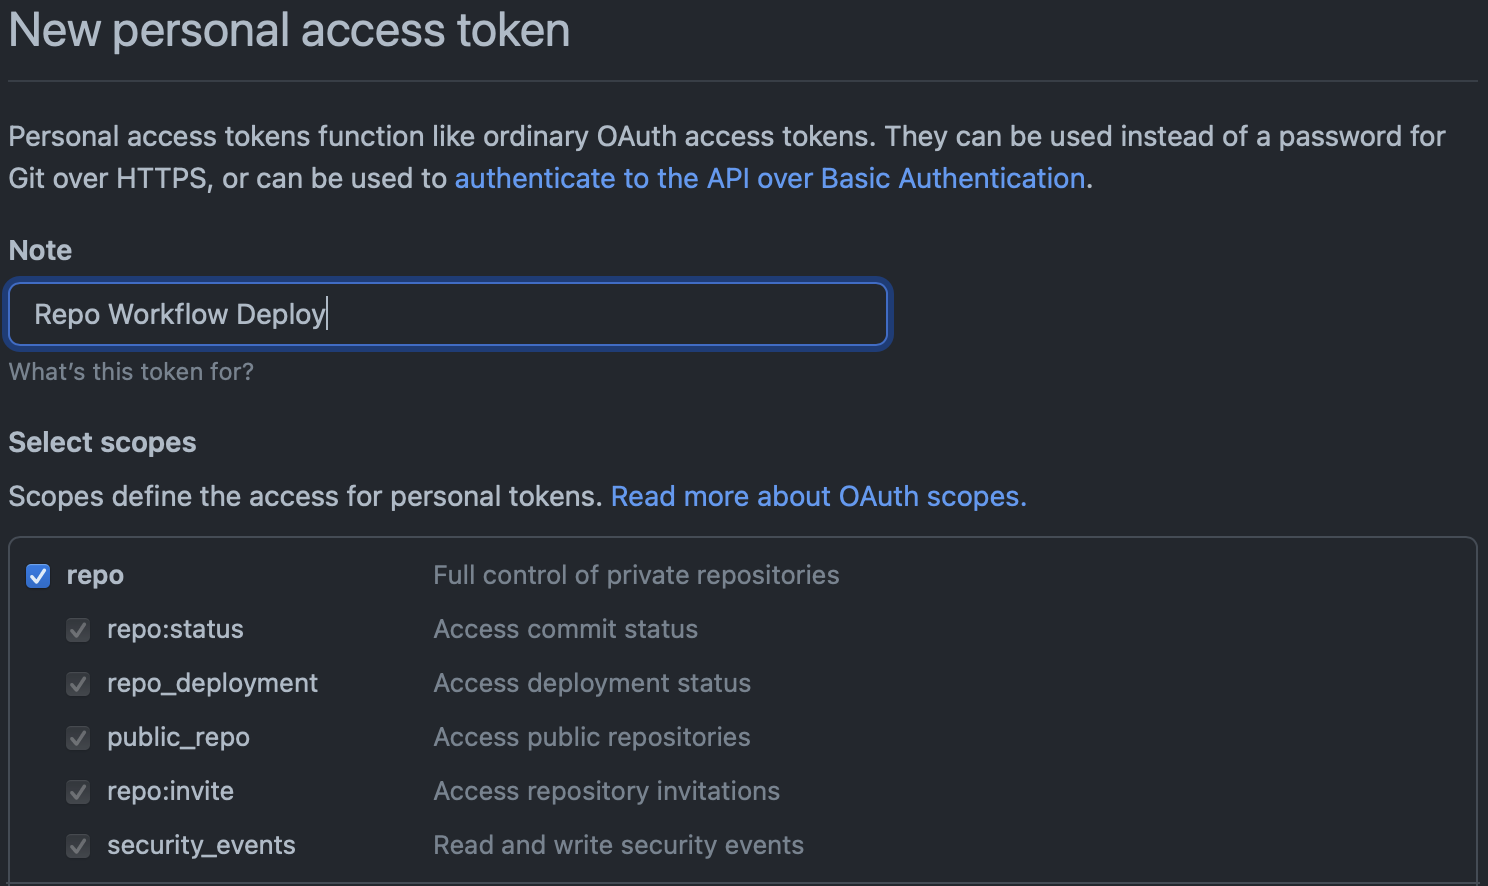 New personal access token
Personal access tokens function like ordinary OAuth access tokens. They can be used instead of a password for
Git over HTTPS, or can be used to authenticate to the API over Basic Authentication.
Note
Repo Workflow Deploy
What's this token for?
Select scopes
Scopes define the access for personal tokens. Read more about OAuth scopes.
repo Full control of private repositories
repo:status Access commit status
repo_deployment Access deployment status
public_repo Access public repositories
repo:invite Access repository invitations
security_events Read and write security events